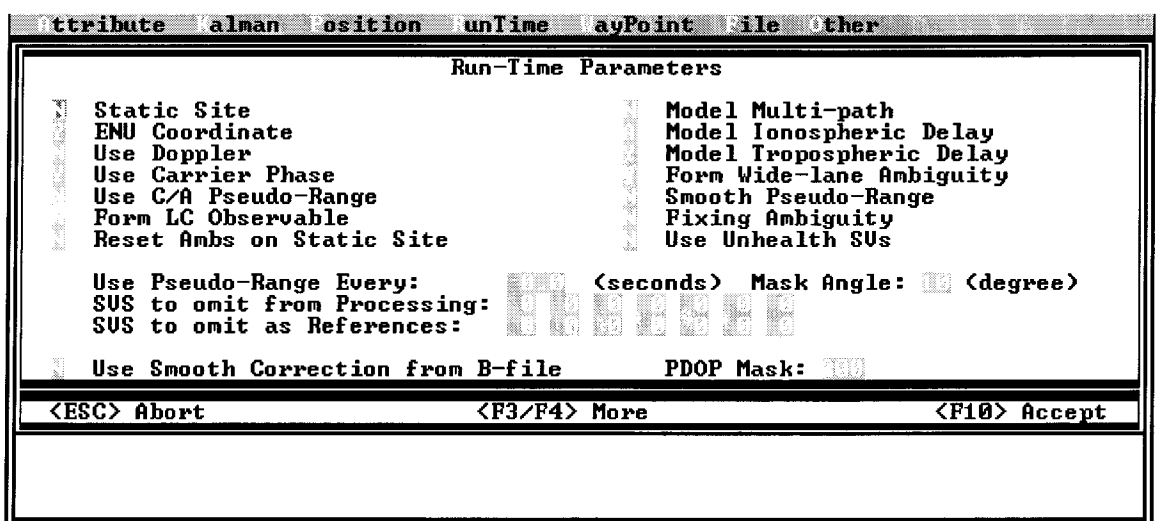 ttribute alman osition unTime ayPoint ile ther
Run-Time Parameters
Static Site Model Multi-path
ENU Coordinate Model Ionospheric Delay
Use Doppler Model Tropospheric Delay
Use Carrier Phase Form Wide-lane Ambiguity
Use C/A Pseudo-Range Smooth Pseudo-Range
Form LC Observable Fixing Ambiguity
Reset Ambs on Static Site Use Unhealth SVs
Use Pseudo-Range Every: (seconds) Mask Angle: (degree)
SVS to omit from Processing:
SVS to omit as References:
Use Smooth Correction from B-file PDOP Mask:
<ESC> Abort <F3/F4> More <F10> Accept